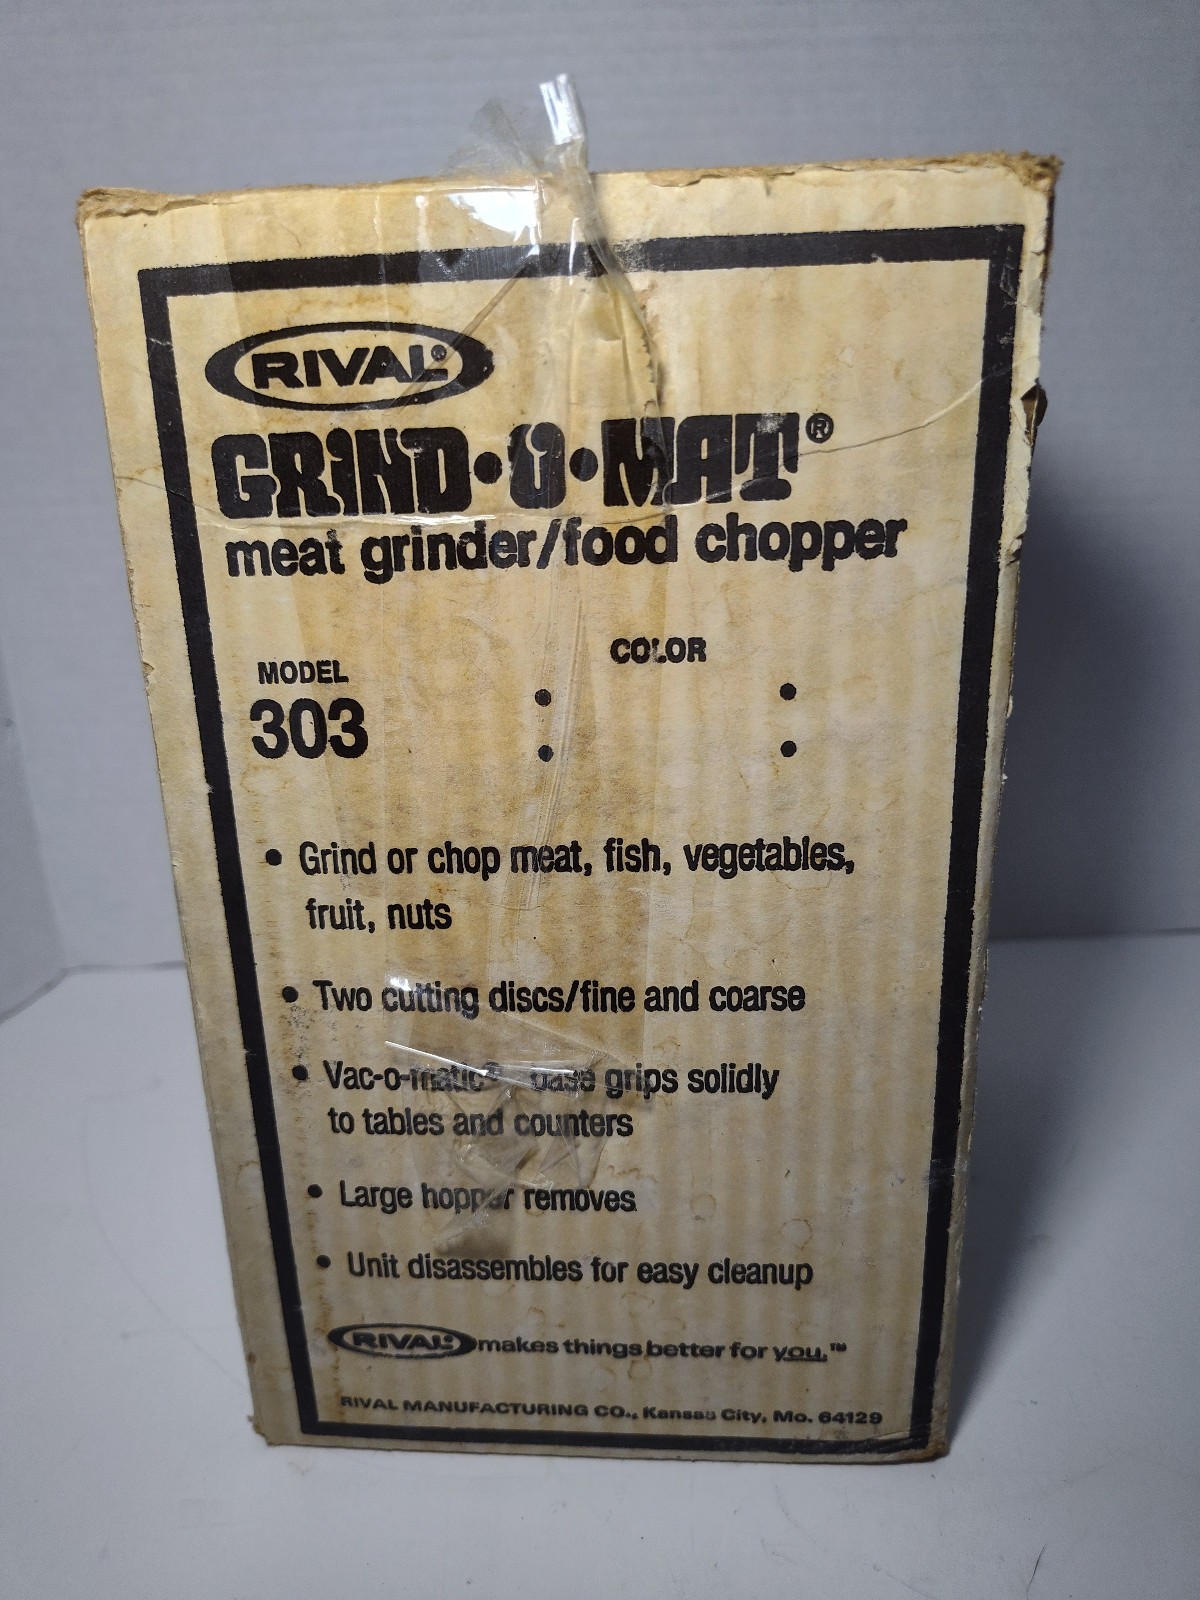 RIVAL®
GRIND•O•MAT®
meat grinder/food chopper
COLOR
MODEL
303
• Grind or chop meat, fish, vegetables,
fruit, nuts
• Two cutting discs/fine and coarse
• Vac-o-matic® base grips solidly
to tables and counters
• Large hopper removes
• Unit disassembles for easy cleanup
RIVAL® makes things better for you.™
RIVAL MANUFACTURING CO., Kansas City, Mo. 64129